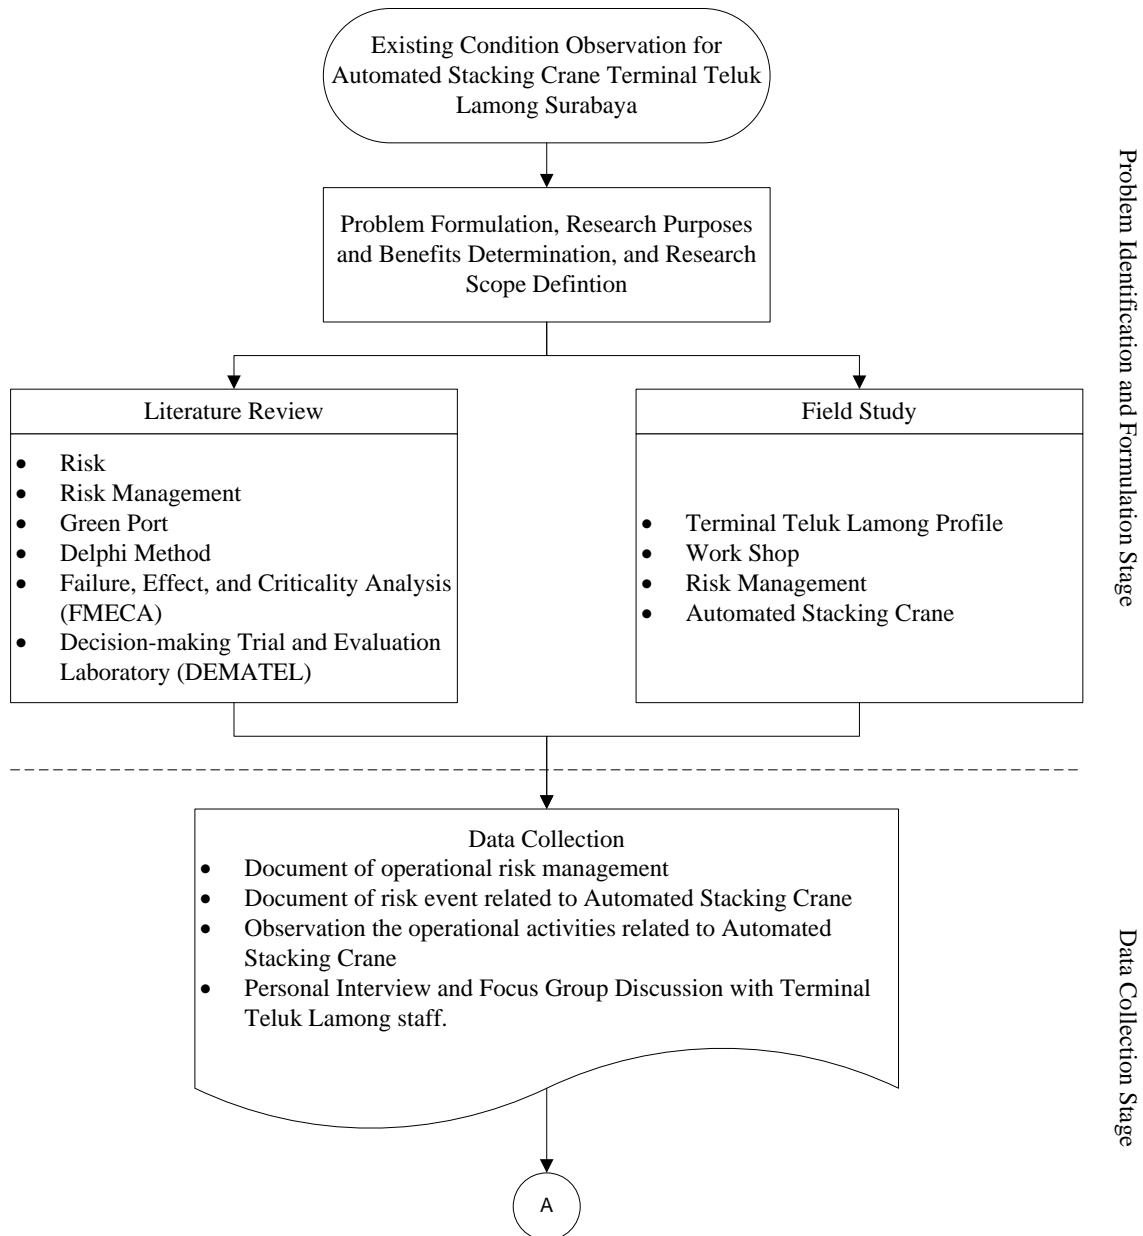 Existing Condition Observation for
Automated Stacking Crane Terminal Teluk
Lamong Surabaya
Problem Formulation, Research Purposes
and Benefits Determination, and Research
Scope Defintion
Literature Review
• Risk
• Risk Management
• Green Port
• Delphi Method
• Failure, Effect, and Criticality Analysis
(FMECA)
• Decision-making Trial and Evaluation
Laboratory (DEMATEL)
Field Study
• Terminal Teluk Lamong Profile
• Work Shop
• Risk Management
• Automated Stacking Crane
Problem Identification and Formulation Stage
Data Collection
• Document of operational risk management
• Document of risk event related to Automated Stacking Crane
• Observation the operational activities related to Automated
Stacking Crane
• Personal Interview and Focus Group Discussion with Terminal
Teluk Lamong staff.
Data Collection Stage
A